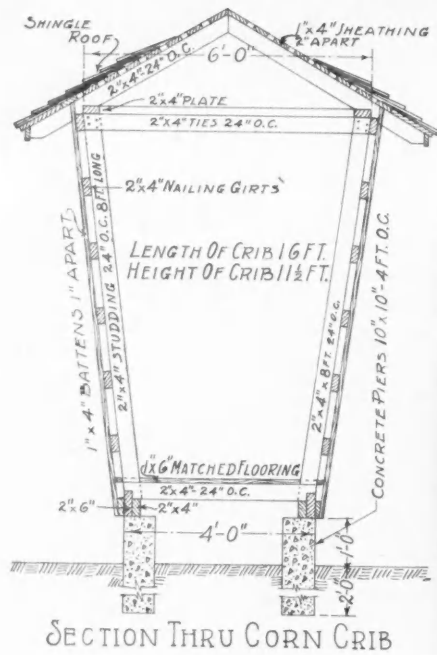 SHINGLE
ROOF
1"x4" SHEATHING
2" APART
2"x4"-24" O.C.
6'-0"
2"x4" PLATE
2"x4" TIES 24" O.C.
2"x4" NAILING GIRTS
LENGTH OF CRIB 16 FT.
HEIGHT OF CRIB 11½ FT.
1"x4" BATTENS 1" APART
2"x4" STUDDING 24" O.C. 8 FT. LONG
2"x4"x8 FT. 24" O.C.
CONCRETE PIERS 10"x10"-4 FT. O.C.
1x6" MATCHED FLOORING
2"x4"-24" O.C.
2"x6"
2"x4"
4'-0"
1'-0"
2'-0"
SECTION THRU CORN CRIB